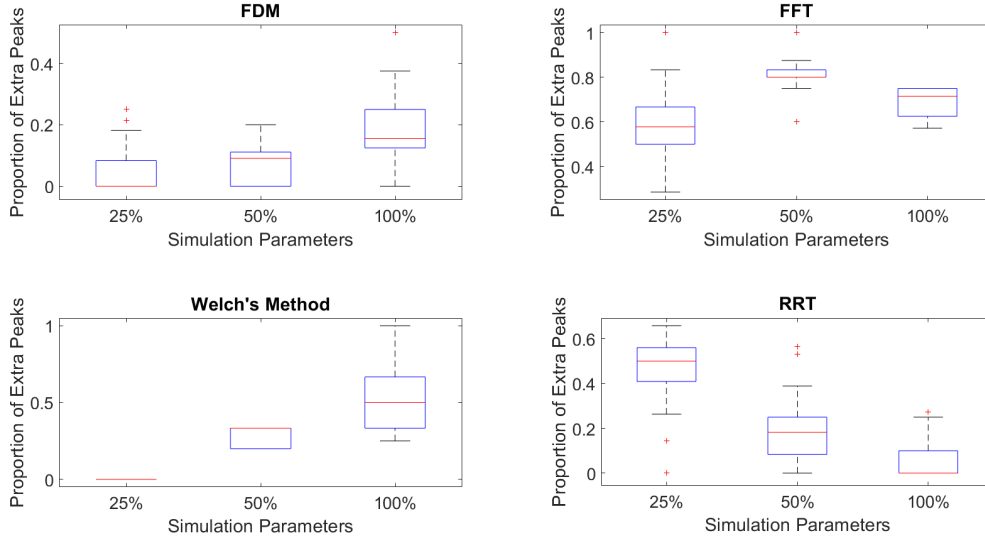 FDM
Proportion of Extra Peaks
0.4
0.2
0
25% 50% 100%
Simulation Parameters
FFT
Proportion of Extra Peaks
1
0.8
0.6
0.4
25% 50% 100%
Simulation Parameters
Welch's Method
Proportion of Extra Peaks
1
0.5
0
25% 50% 100%
Simulation Parameters
RRT
Proportion of Extra Peaks
0.6
0.4
0.2
0
25% 50% 100%
Simulation Parameters